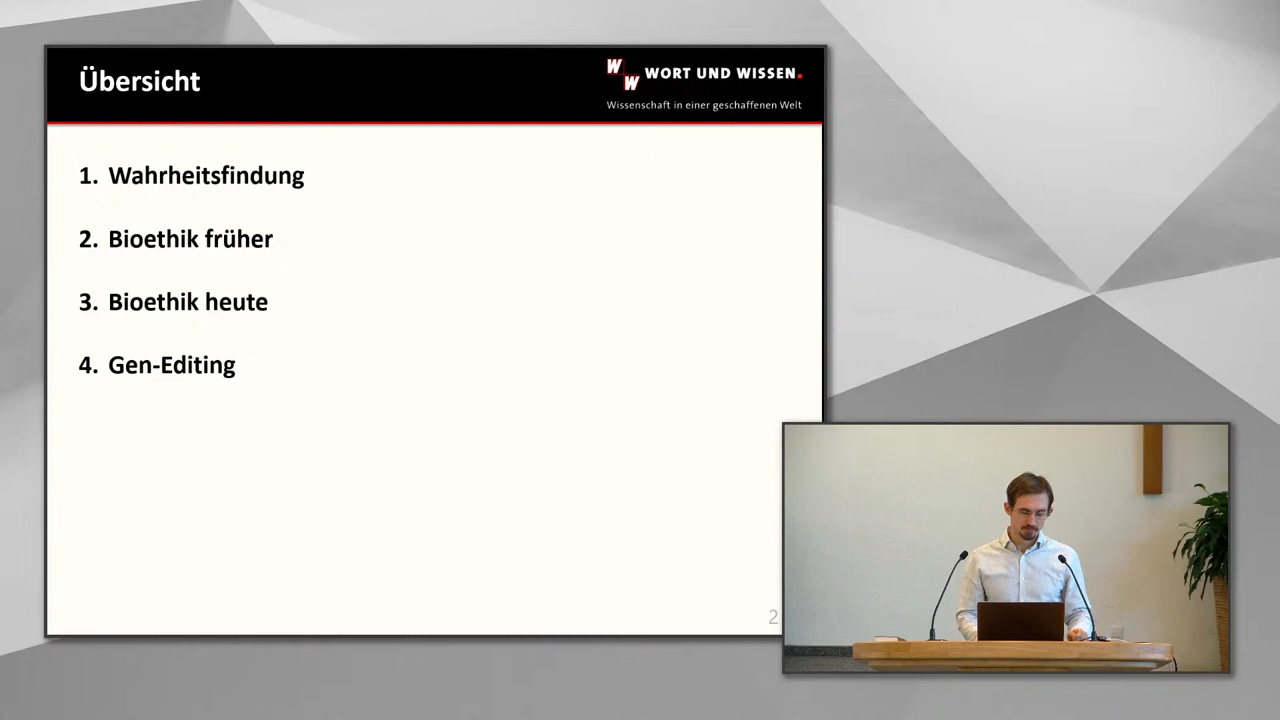 Übersicht
W W WORT UND WISSEN.
Wissenschaft in einer geschaffenen Welt
1. Wahrheitsfindung
2. Bioethik früher
3. Bioethik heute
4. Gen-Editing
2